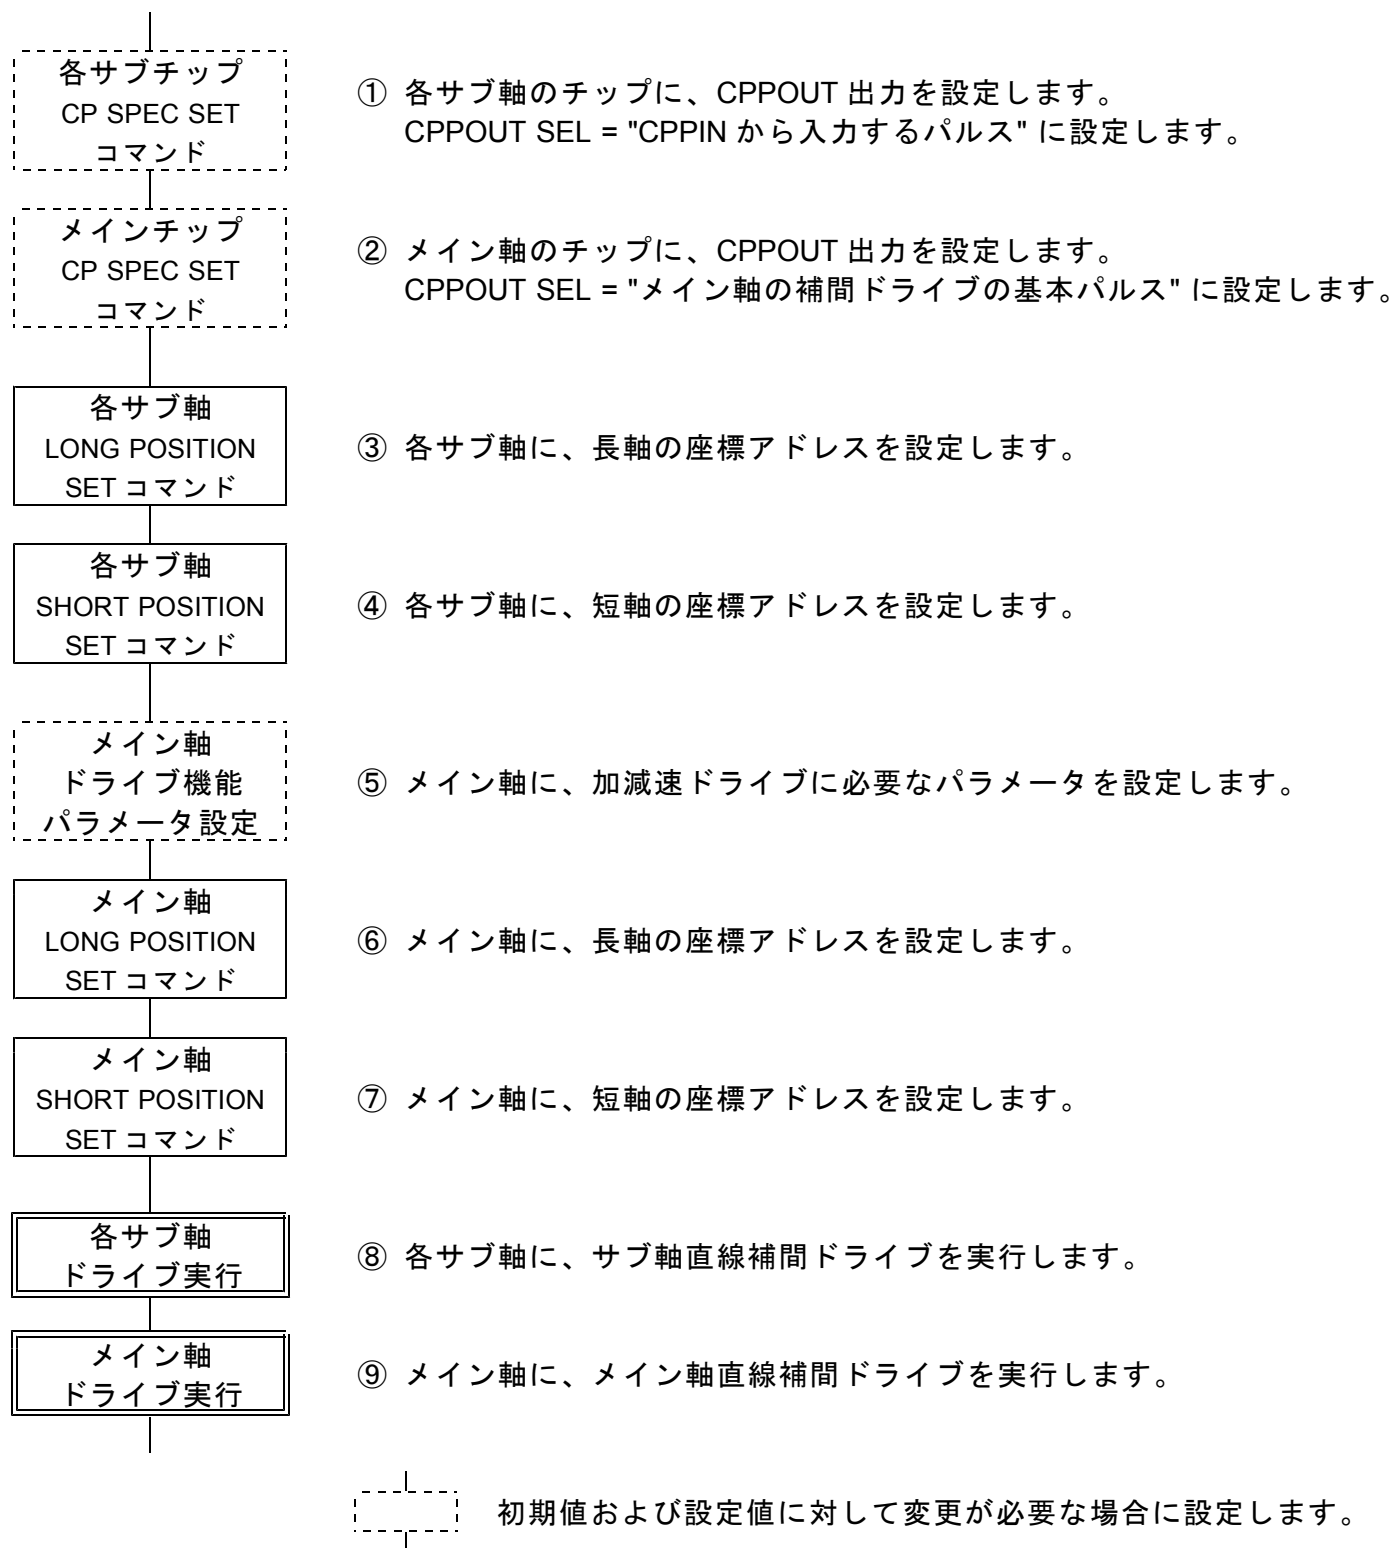 各サブチップ
CP SPEC SET
コマンド
① 各サブ軸のチップに、CPPOUT 出力を設定します。
CPPOUT SEL = "CPPIN から入力するパルス" に設定します。
メインチップ
CP SPEC SET
コマンド
② メイン軸のチップに、CPPOUT 出力を設定します。
CPPOUT SEL = "メイン軸の補間ドライブの基本パルス" に設定します。
各サブ軸
LONG POSITION
SET コマンド
③ 各サブ軸に、長軸の座標アドレスを設定します。
各サブ軸
SHORT POSITION
SET コマンド
④ 各サブ軸に、短軸の座標アドレスを設定します。
メイン軸
ドライブ機能
パラメータ設定
⑤ メイン軸に、加減速ドライブに必要なパラメータを設定します。
メイン軸
LONG POSITION
SET コマンド
⑥ メイン軸に、長軸の座標アドレスを設定します。
メイン軸
SHORT POSITION
SET コマンド
⑦ メイン軸に、短軸の座標アドレスを設定します。
各サブ軸
ドライブ実行
⑧ 各サブ軸に、サブ軸直線補間ドライブを実行します。
メイン軸
ドライブ実行
⑨ メイン軸に、メイン軸直線補間ドライブを実行します。
初期値および設定値に対して変更が必要な場合に設定します。